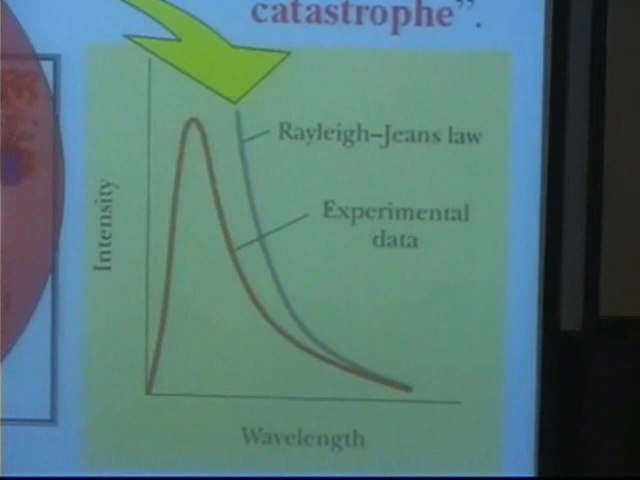 catastrophe”.
Rayleigh–Jeans law
Experimental
data
Intensity
Wavelength